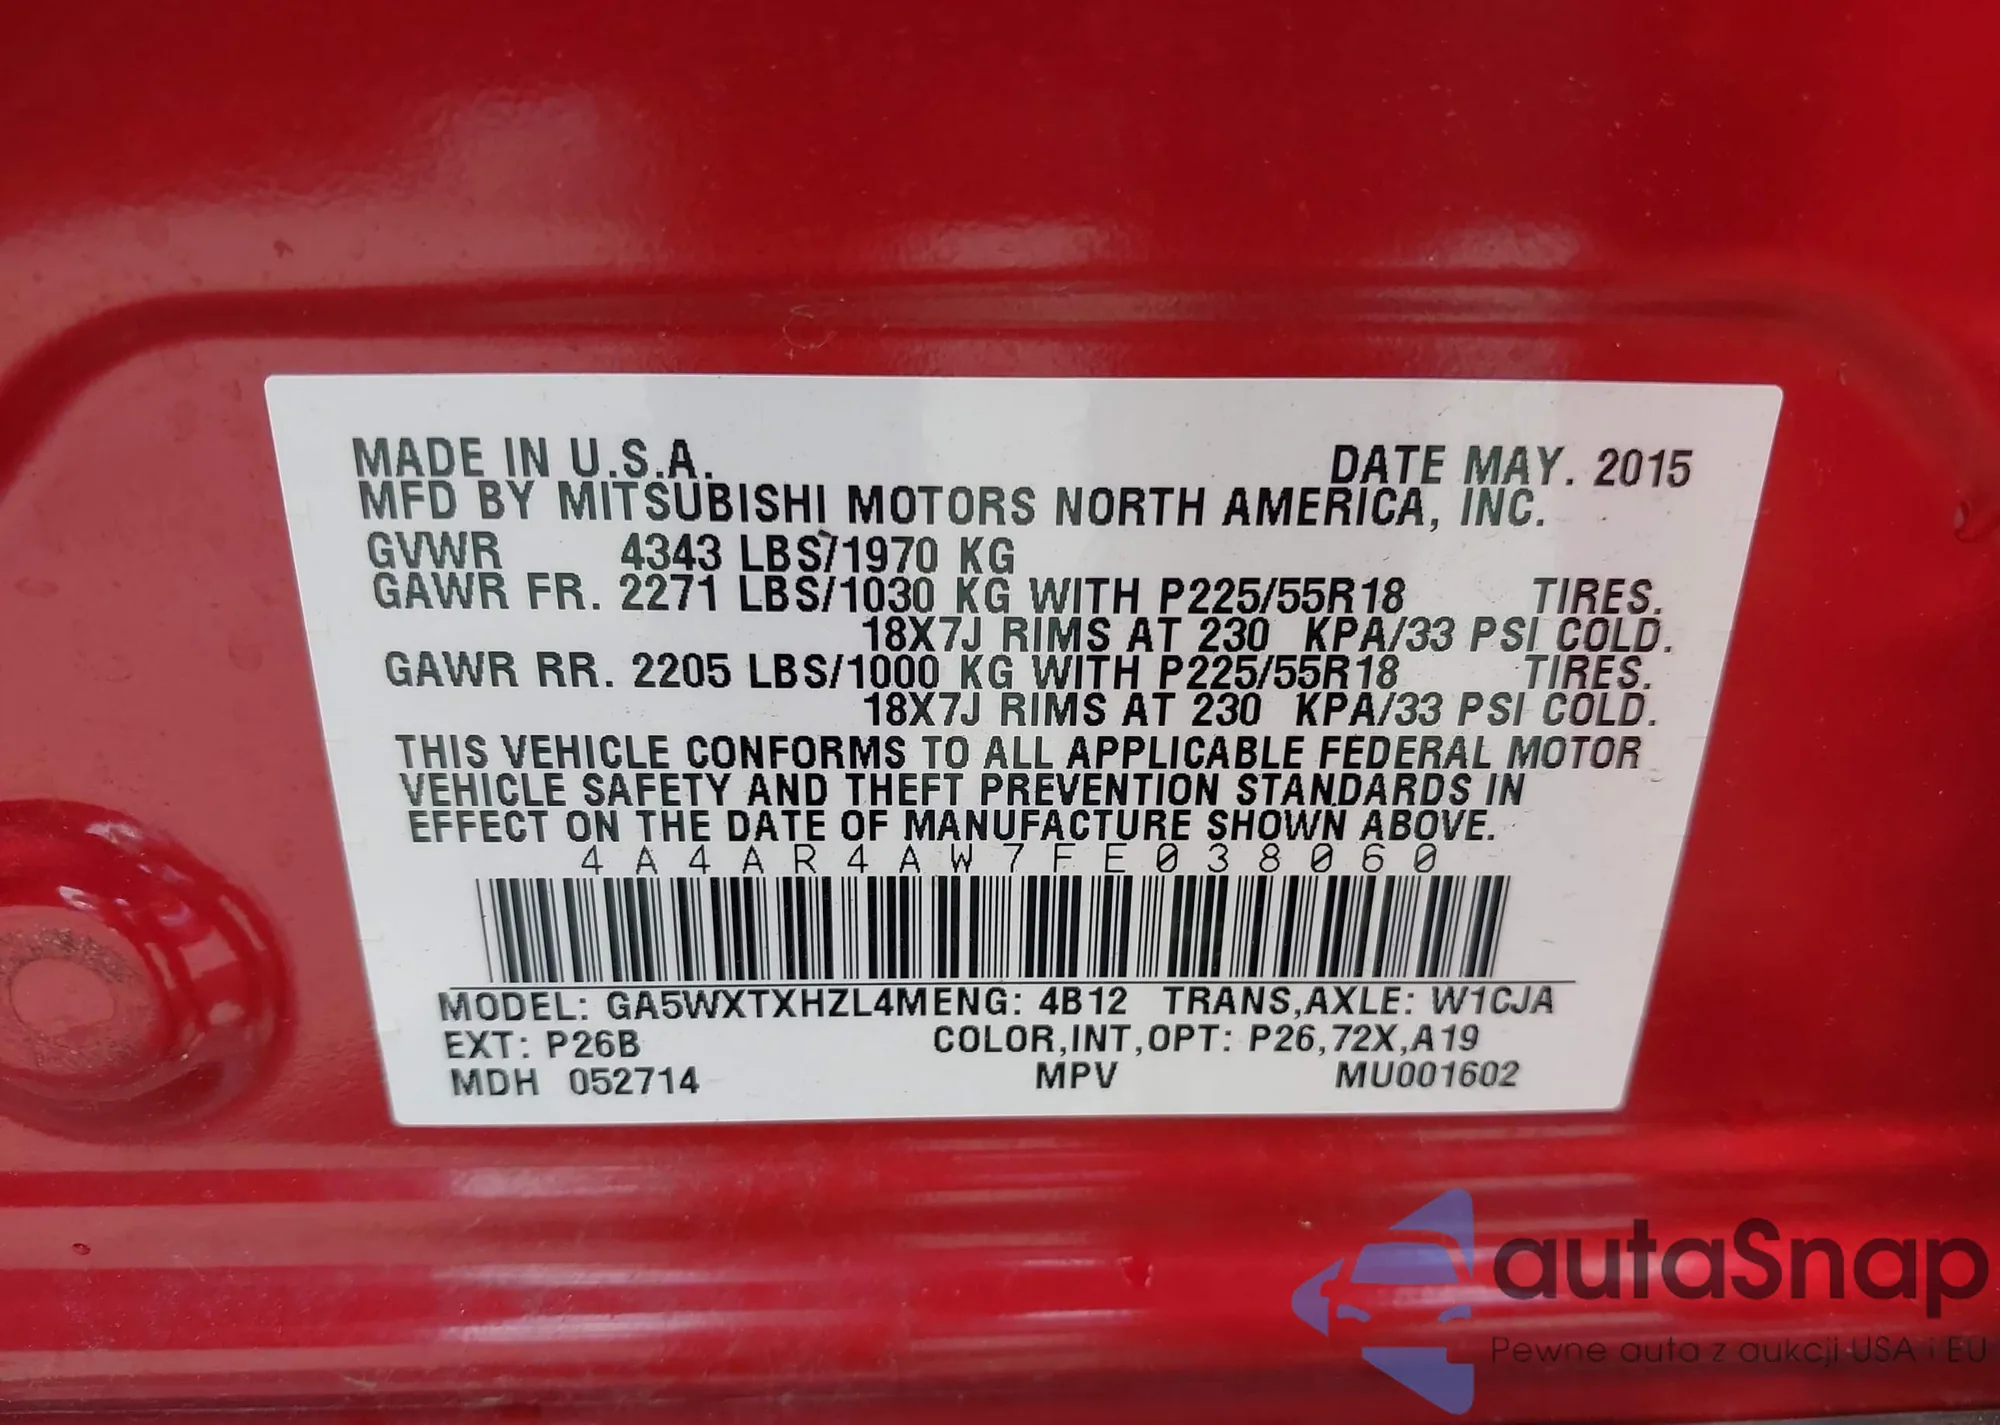 MADE IN U.S.A. DATE MAY. 2015
MFD BY MITSUBISHI MOTORS NORTH AMERICA, INC.
GVWR 4343 LBS/1970 KG
GAWR FR. 2271 LBS/1030 KG WITH P225/55R18 TIRES.
18X7J RIMS AT 230 KPA/33 PSI COLD.
GAWR RR. 2205 LBS/1000 KG WITH P225/55R18 TIRES.
18X7J RIMS AT 230 KPA/33 PSI COLD.
THIS VEHICLE CONFORMS TO ALL APPLICABLE FEDERAL MOTOR
VEHICLE SAFETY AND THEFT PREVENTION STANDARDS IN
EFFECT ON THE DATE OF MANUFACTURE SHOWN ABOVE.
4A4AR4AW7FE038060
MODEL: GA5WXTXHZL4M ENG: 4B12 TRANS,AXLE: W1CJA
EXT: P26B COLOR,INT,OPT: P26,72X,A19
MDH 052714 MPV MU001602
autaSnap
Pewne auta z aukcji USA i EU